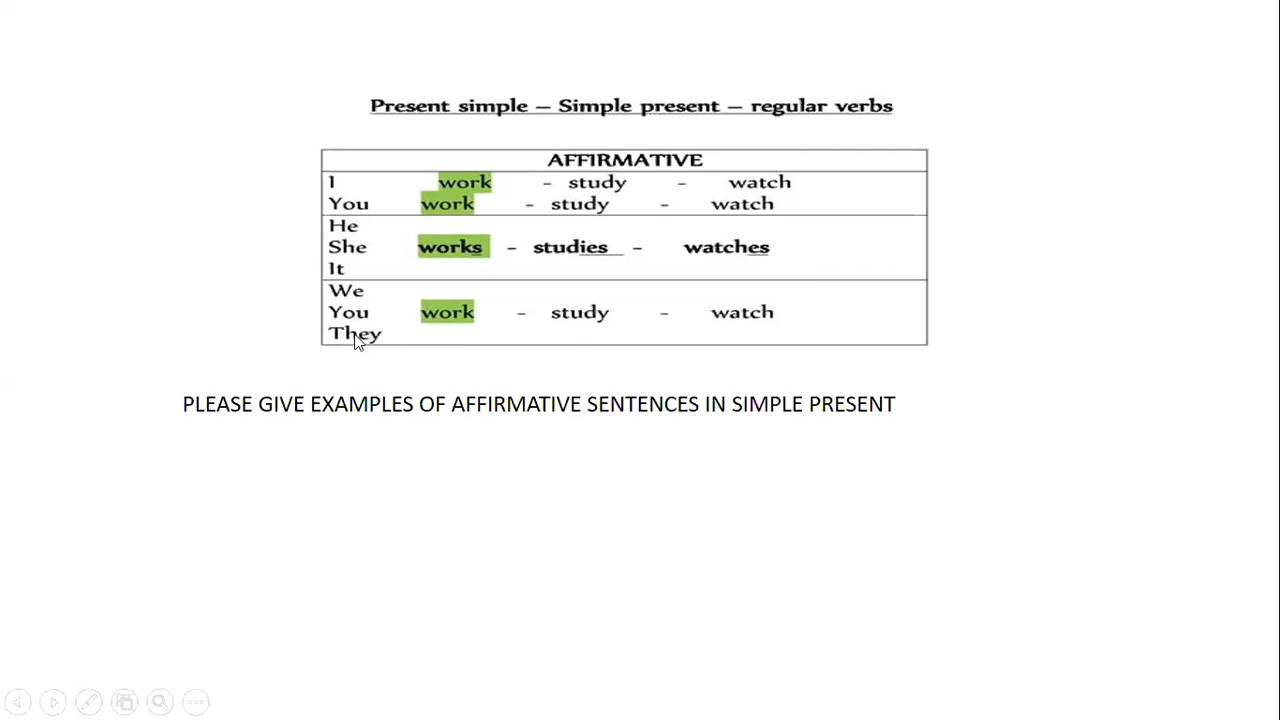 Present simple – Simple present – regular verbs
AFFIRMATIVE
I work - study - watch
You work - study - watch
He
She works - studies - watches
It
We
You work - study - watch
They
PLEASE GIVE EXAMPLES OF AFFIRMATIVE SENTENCES IN SIMPLE PRESENT